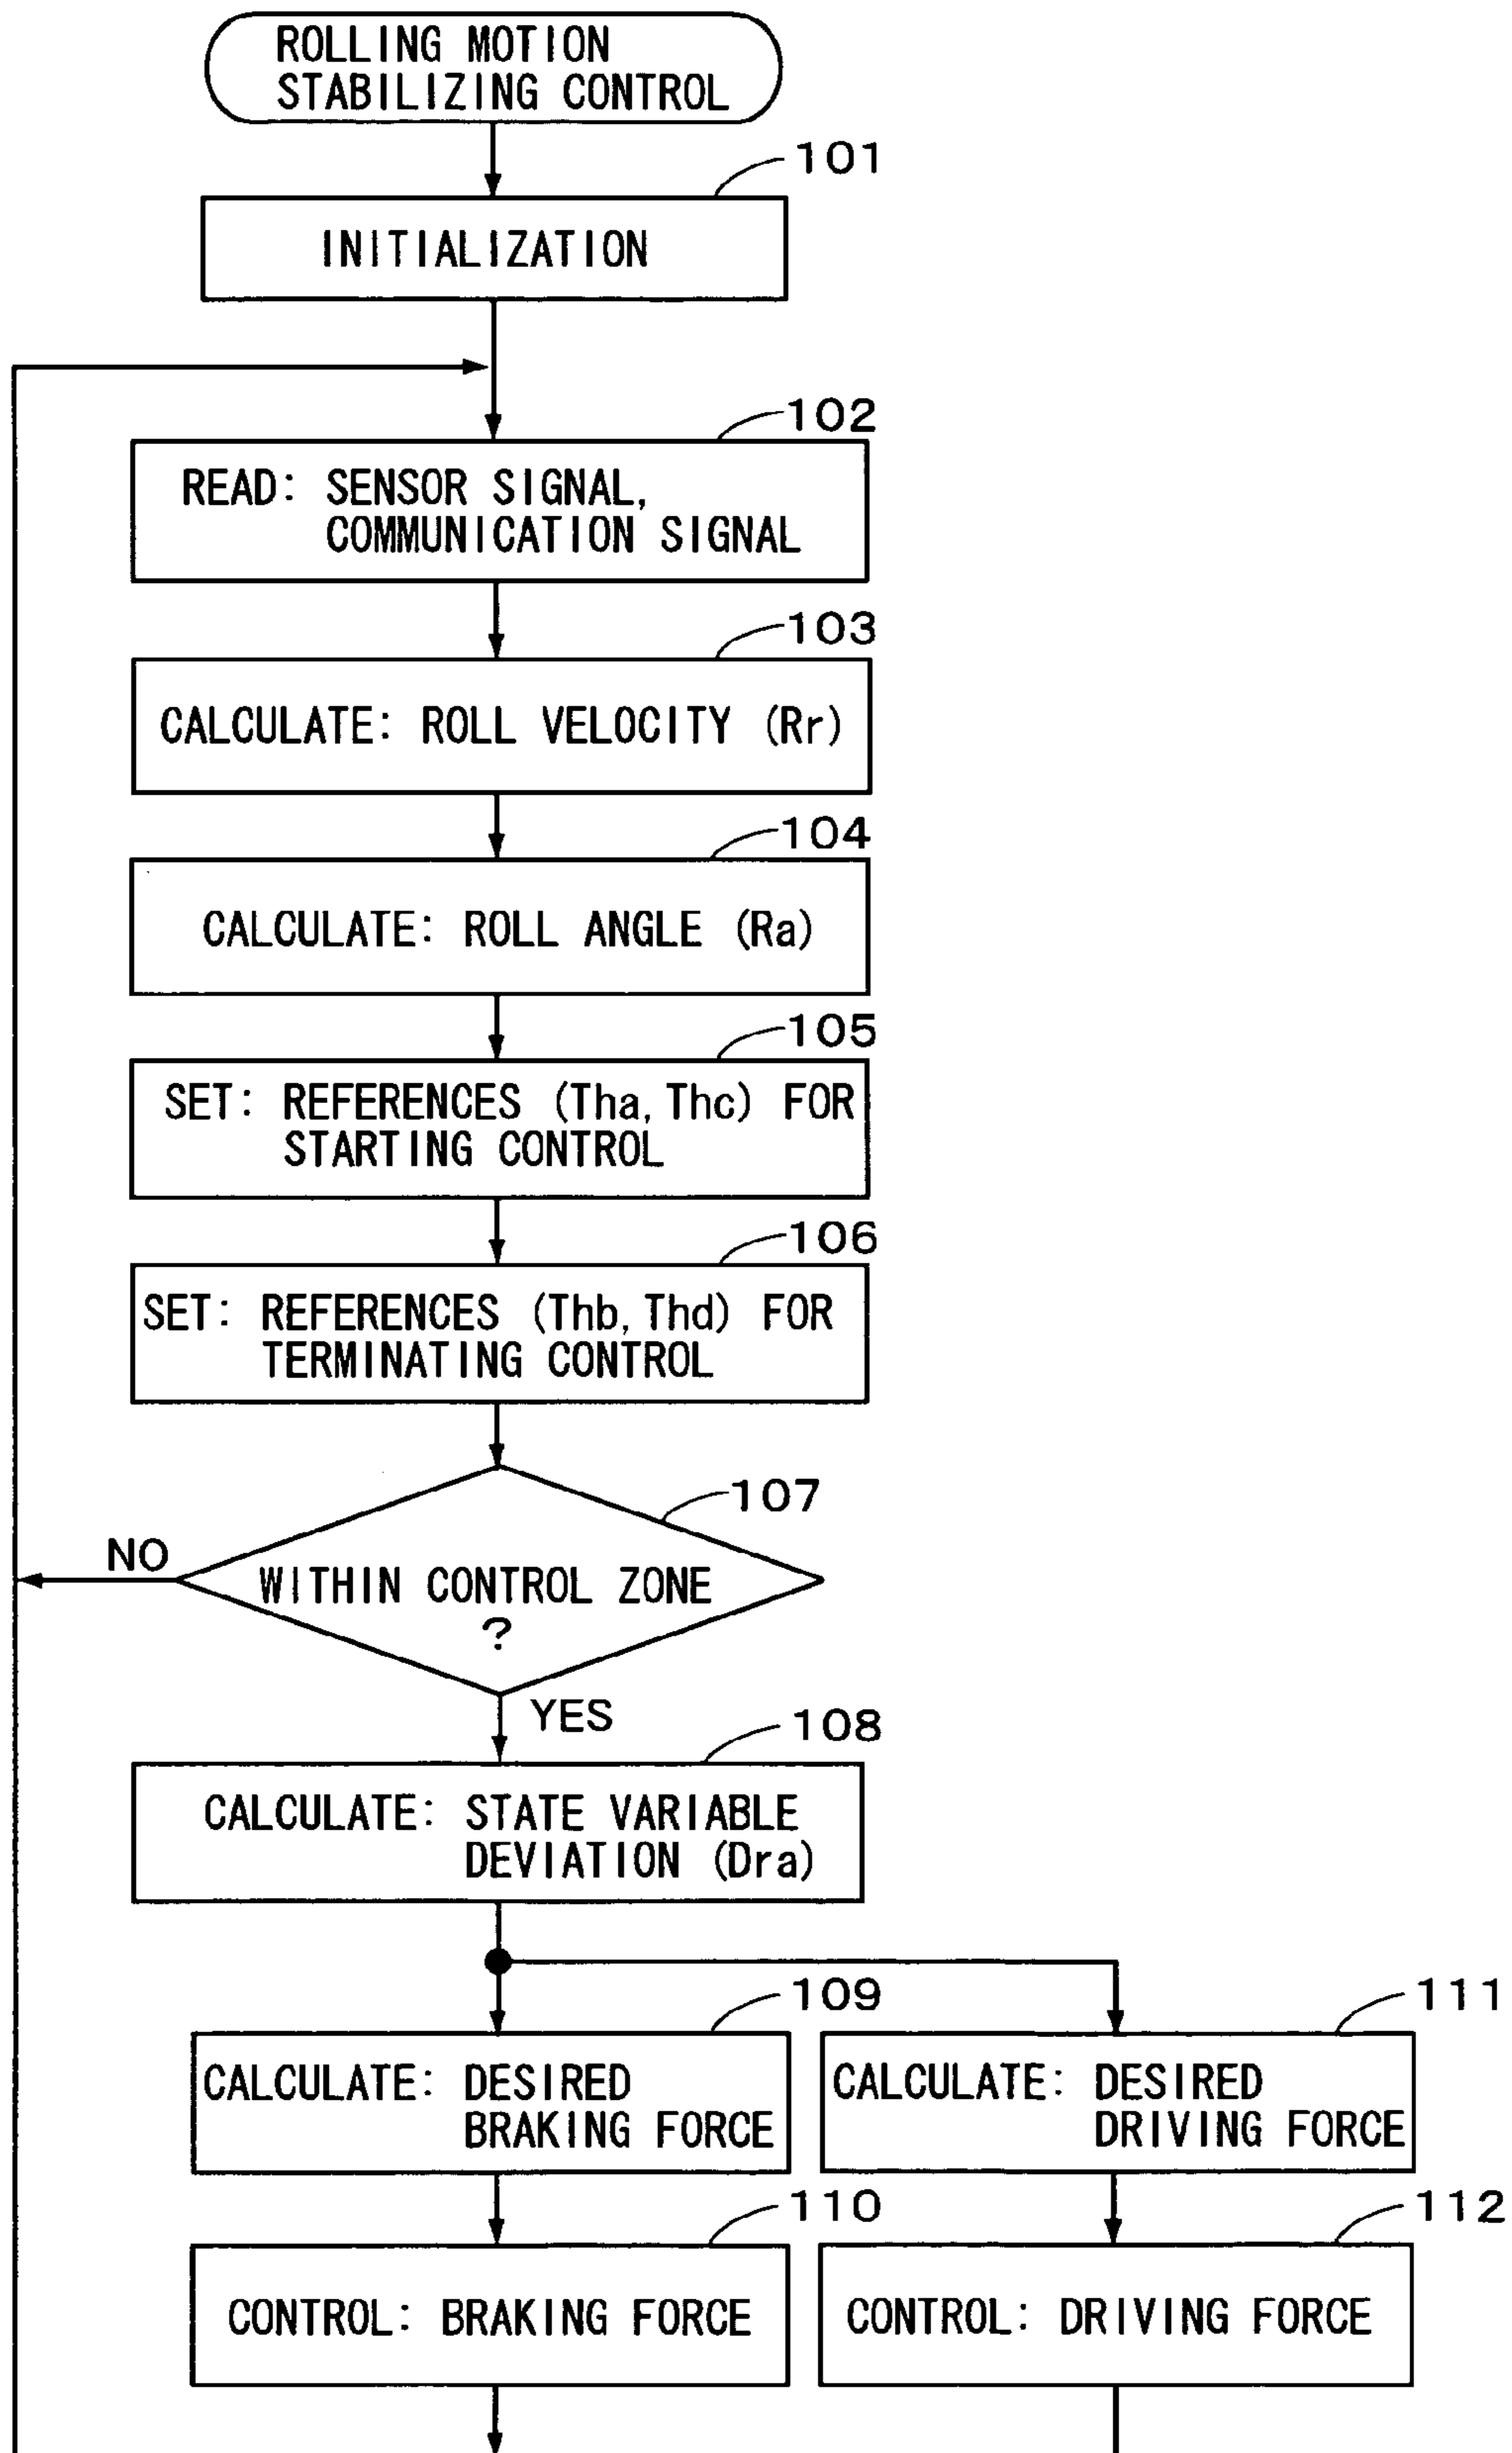 ROLLING MOTION
STABILIZING CONTROL
101
INITIALIZATION
102
READ: SENSOR SIGNAL,
COMMUNICATION SIGNAL
103
CALCULATE: ROLL VELOCITY (Rr)
104
CALCULATE: ROLL ANGLE (Ra)
105
SET: REFERENCES (Tha, Thc) FOR
STARTING CONTROL
106
SET: REFERENCES (Thb, Thd) FOR
TERMINATING CONTROL
107
NO
WITHIN CONTROL ZONE
?
YES
108
CALCULATE: STATE VARIABLE
DEVIATION (Dra)
109
CALCULATE: DESIRED
BRAKING FORCE
111
CALCULATE: DESIRED
DRIVING FORCE
110
CONTROL: BRAKING FORCE
112
CONTROL: DRIVING FORCE